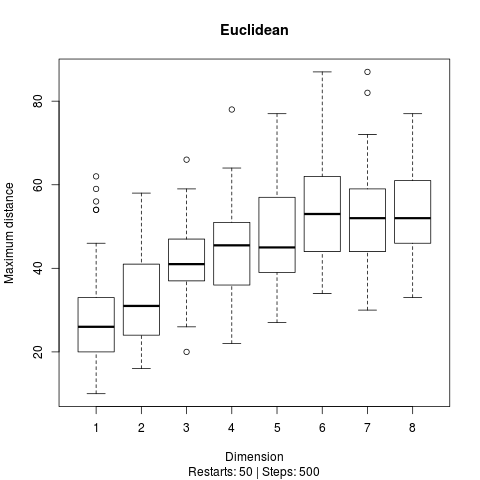 Euclidean
Maximum distance
80
60
40
20
1 2 3 4 5 6 7 8
Dimension
Restarts: 50 | Steps: 500